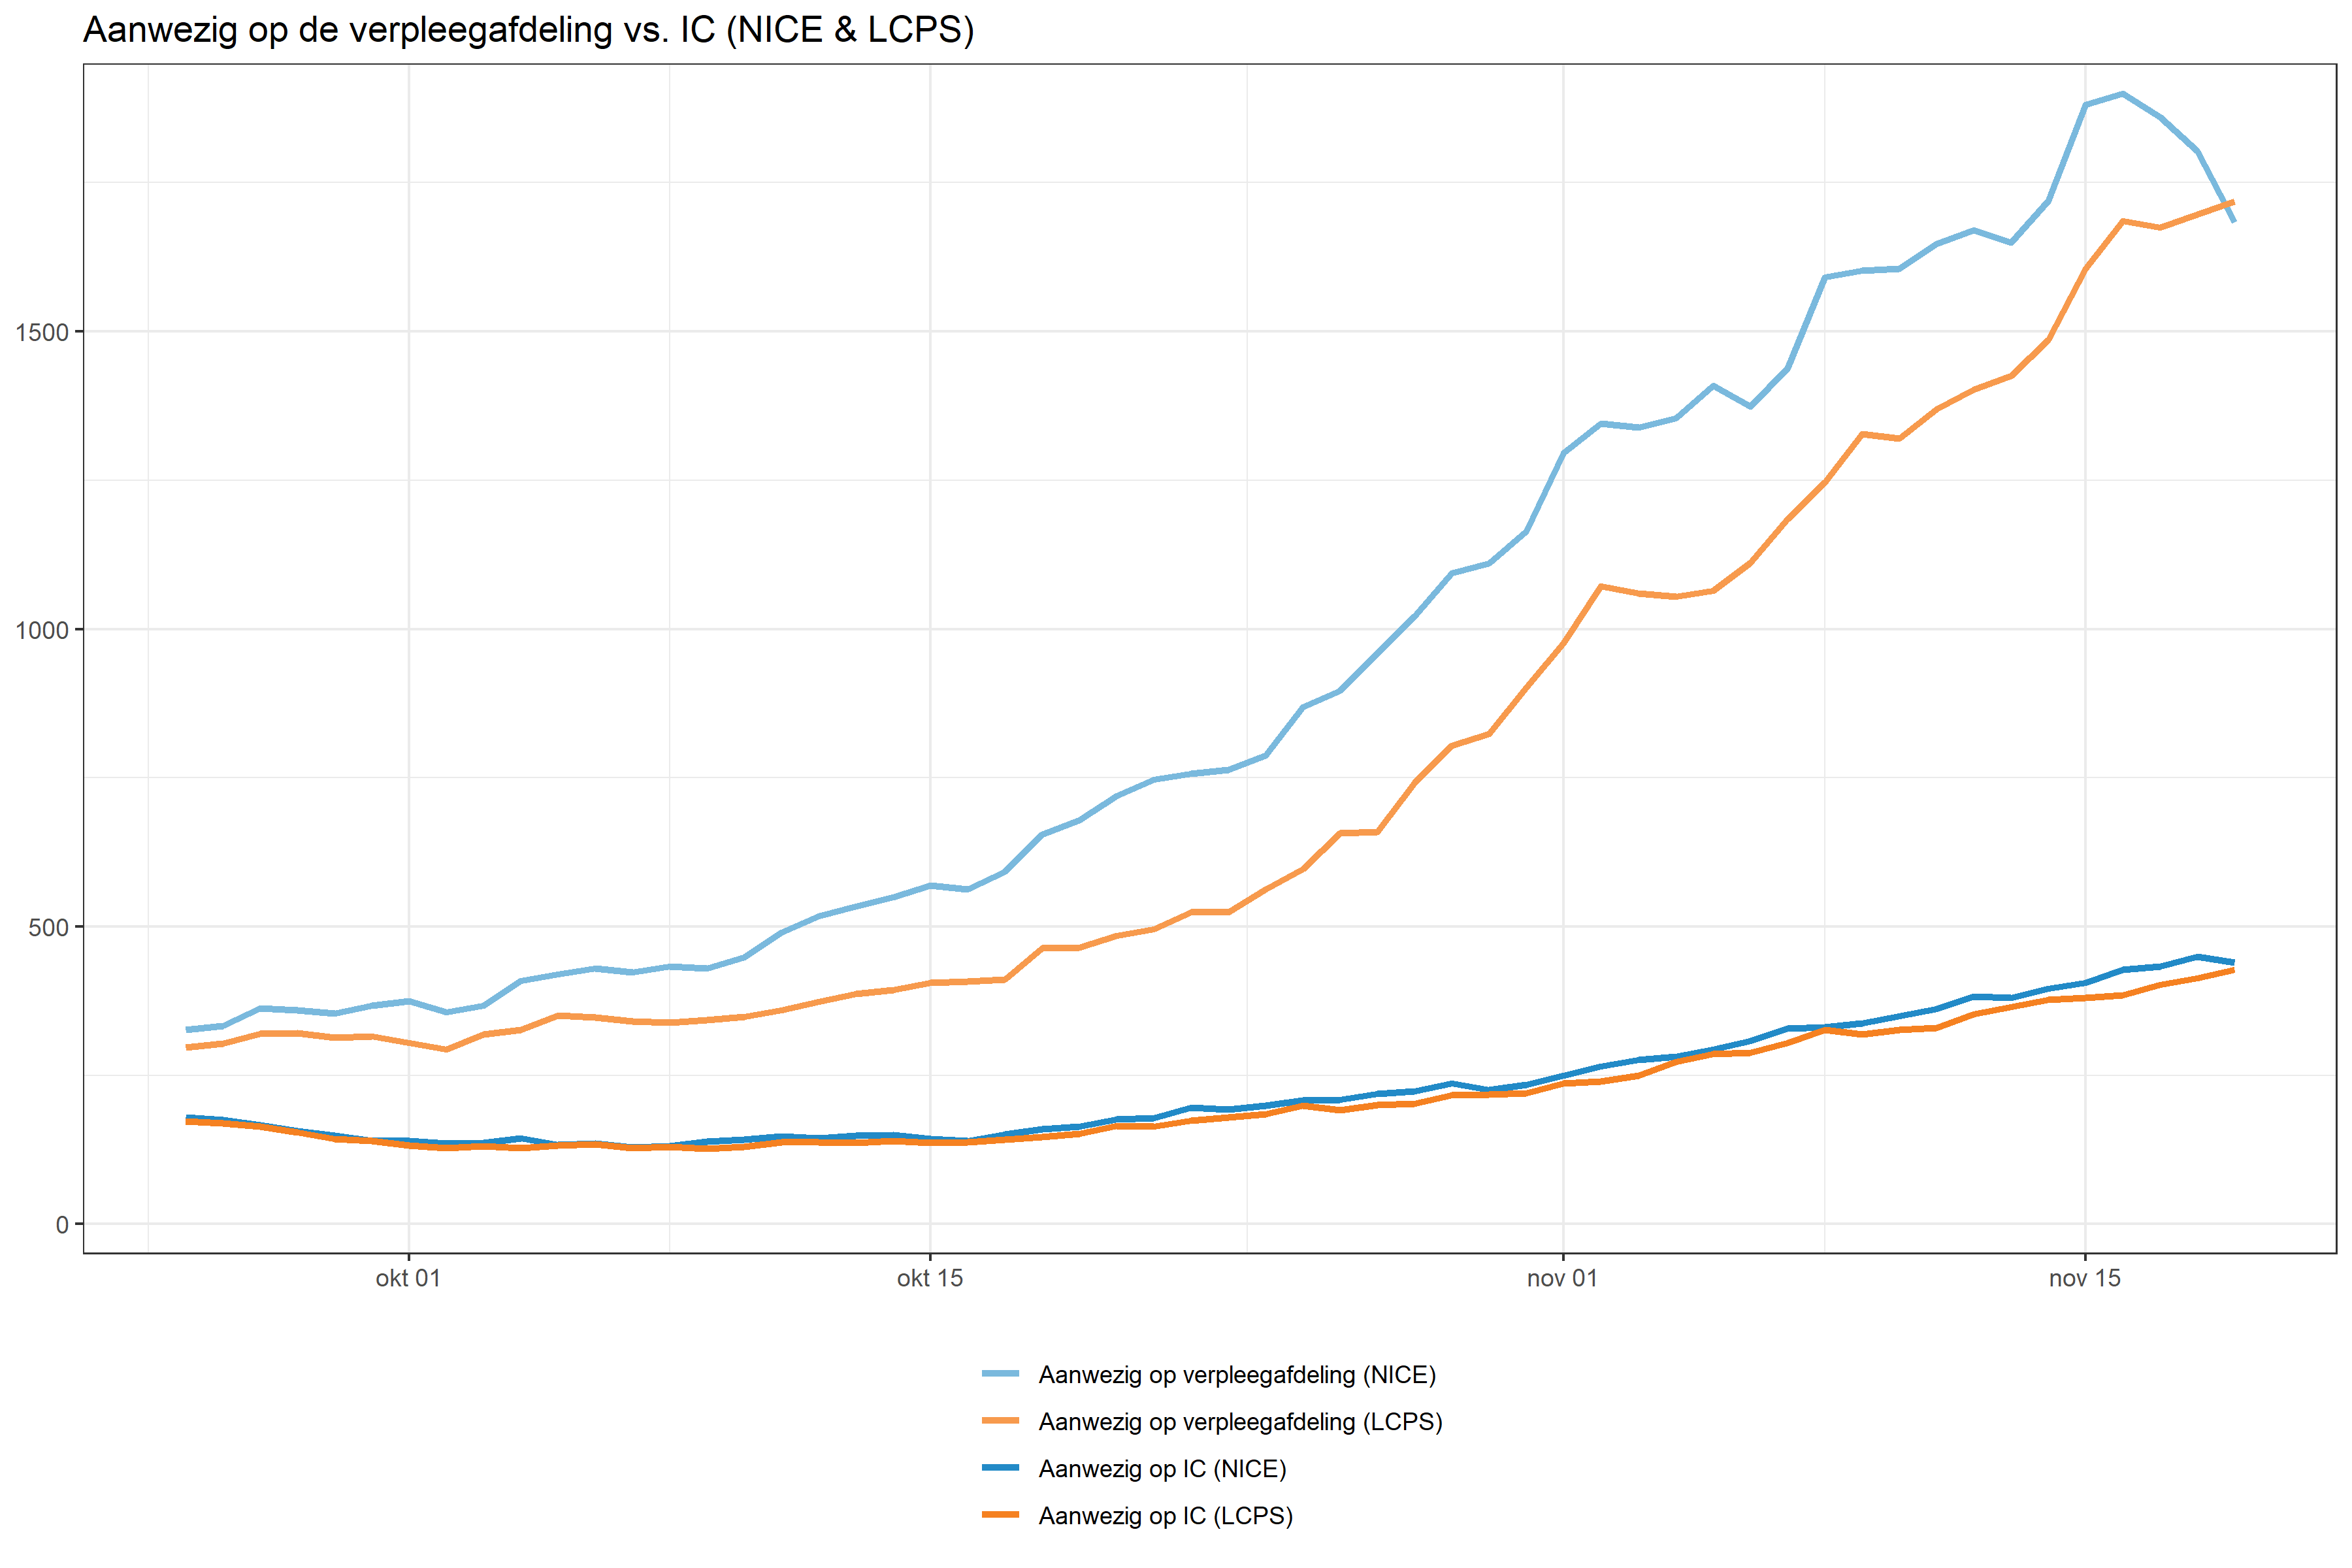 Aanwezig op de verpleegafdeling vs. IC (NICE & LCPS)
1500
1000
500
0
okt 01 okt 15 nov 01 nov 15
Aanwezig op verpleegafdeling (NICE)
Aanwezig op verpleegafdeling (LCPS)
Aanwezig op IC (NICE)
Aanwezig op IC (LCPS)